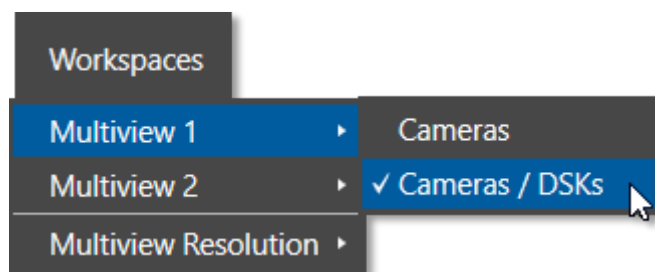 Workspaces
Multiview 1
Cameras
Multiview 2
✓ Cameras / DSKs
Multiview Resolution